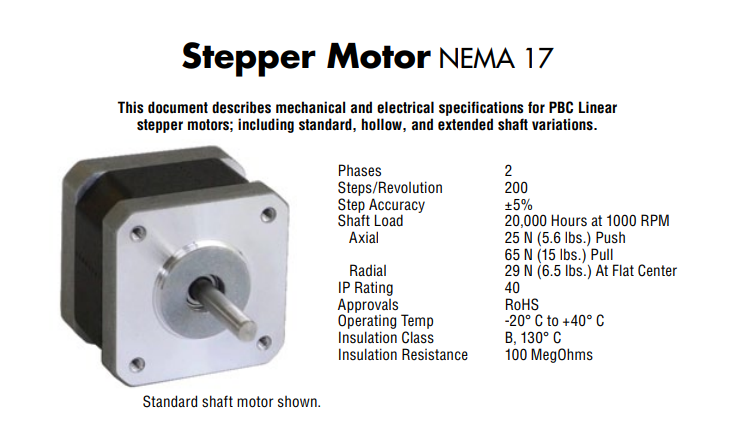 Stepper Motor NEMA 17
This document describes mechanical and electrical specifications for PBC Linear
stepper motors; including standard, hollow, and extended shaft variations.
Phases 2
Steps/Revolution 200
Step Accuracy ±5%
Shaft Load 20,000 Hours at 1000 RPM
Axial 25 N (5.6 lbs.) Push
65 N (15 lbs.) Pull
Radial 29 N (6.5 lbs.) At Flat Center
IP Rating 40
Approvals RoHS
Operating Temp -20° C to +40° C
Insulation Class B, 130° C
Insulation Resistance 100 MegOhms
Standard shaft motor shown.